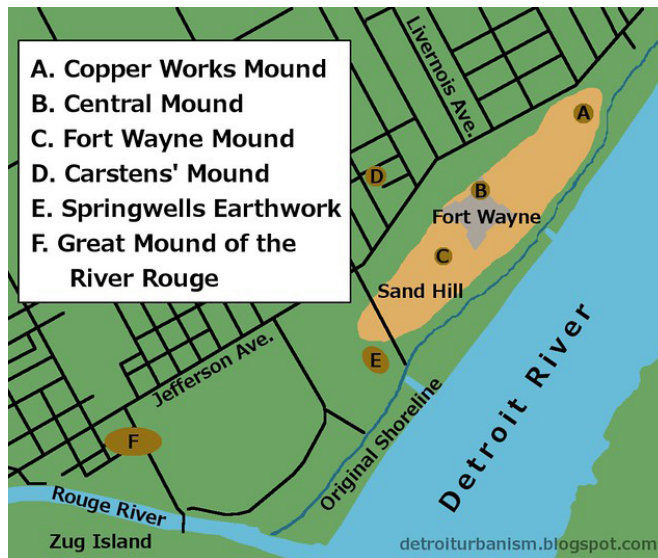 A. Copper Works Mound
B. Central Mound
C. Fort Wayne Mound
D. Carstens' Mound
E. Springwells Earthwork
F. Great Mound of the
River Rouge
Livernois Ave.
A
D
B
Fort Wayne
C
Sand Hill
E
Jefferson Ave.
F
Original Shoreline
Detroit River
Rouge River
Zug Island
detroiturbanism.blogspot.com